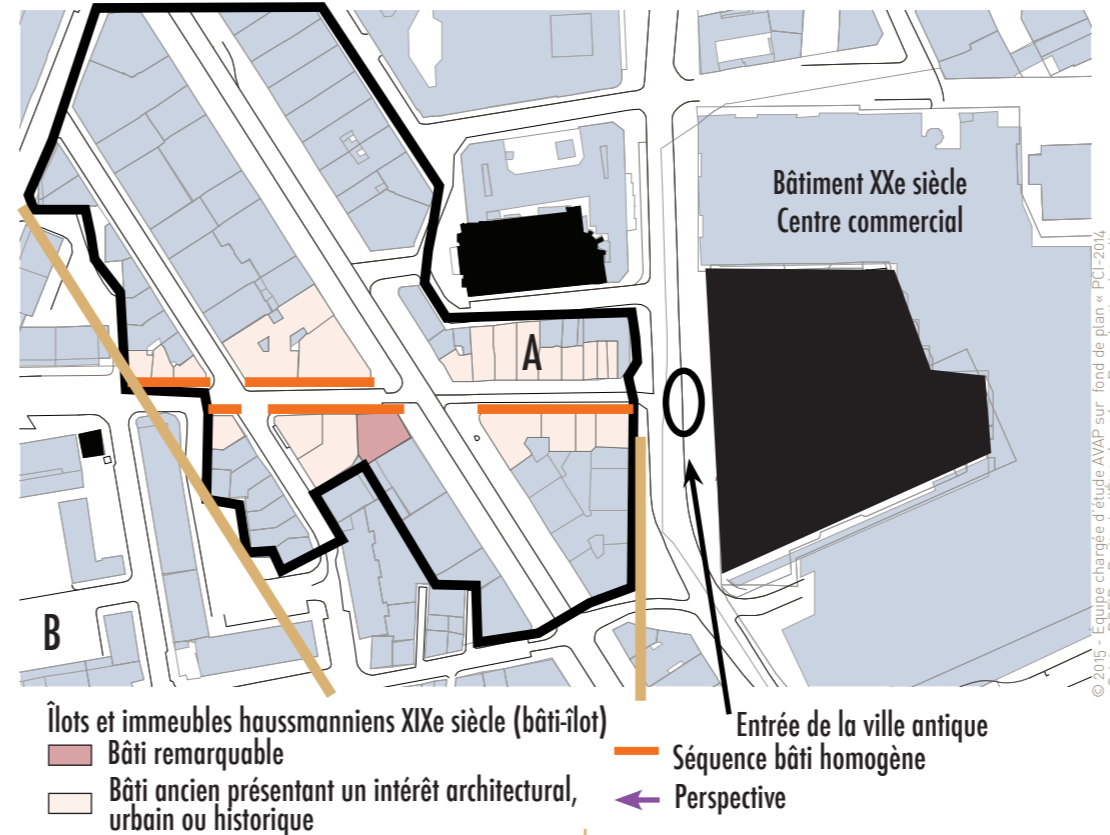 Bâtiment XXe siècle
Centre commercial
A
B
Îlots et immeubles haussmanniens XIXe siècle (bâti-îlot)
Bâti remarquable
Bâti ancien présentant un intérêt architectural,
urbain ou historique
Entrée de la ville antique
Séquence bâti homogène
Perspective
© 2015 - Equipe chargée d'étude AVAP sur fond de plan « PCI-2014